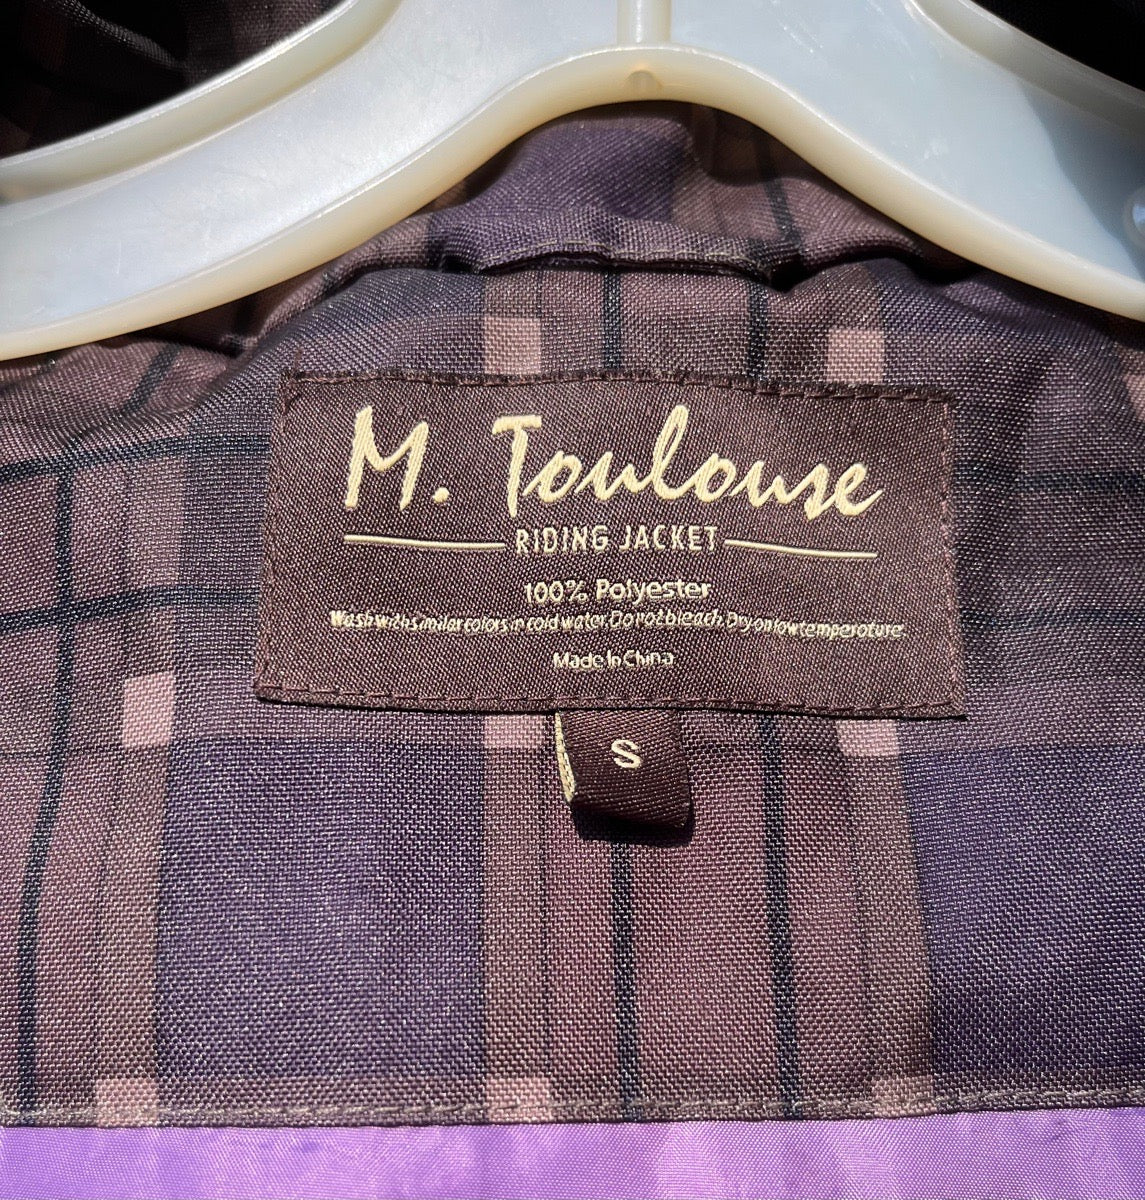 M. Toulouse
RIDING JACKET
100% Polyester
Wash with similar colors in cold water. Do not bleach. Dry on low temperature
Made In China
S